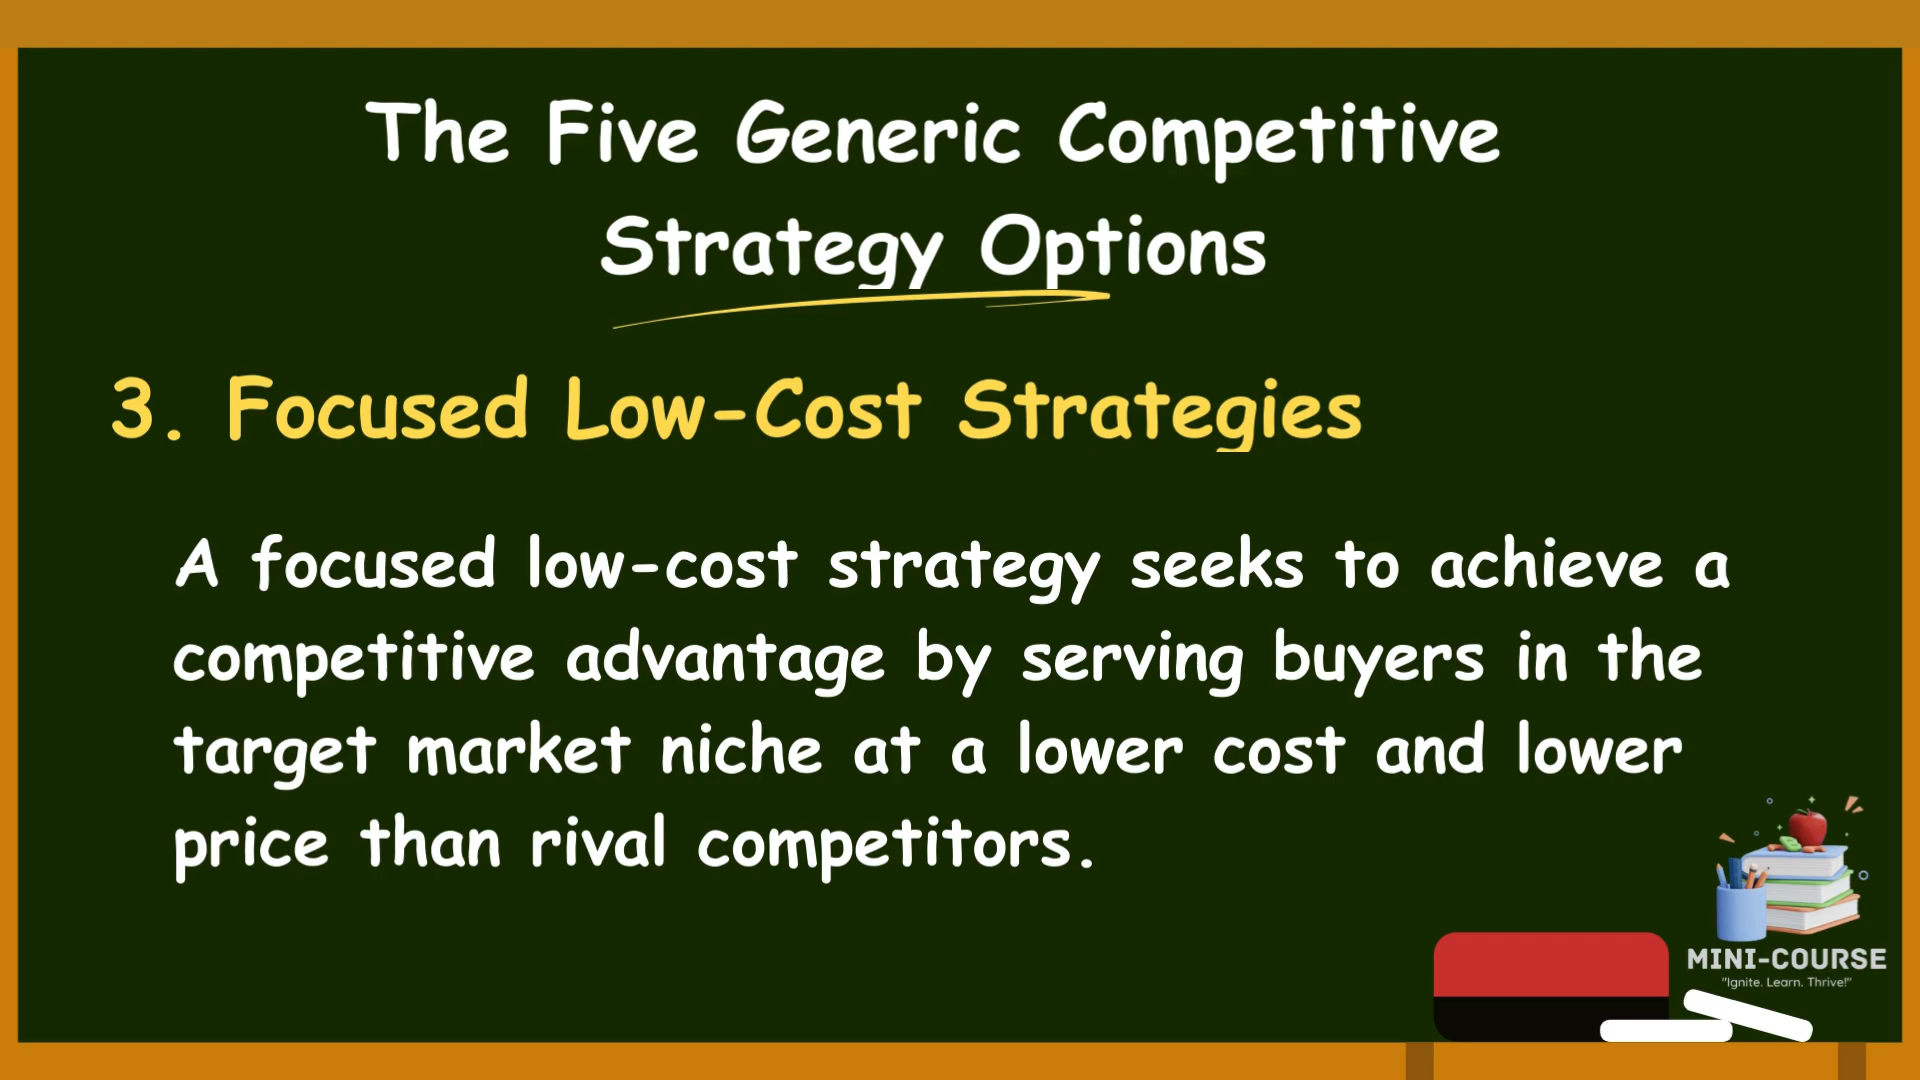 The Five Generic Competitive
Strategy Options
3. Focused Low-Cost Strategies
A focused low-cost strategy seeks to achieve a
competitive advantage by serving buyers in the
target market niche at a lower cost and lower
price than rival competitors.
MINI-COURSE
"Ignite. Learn. Thrive!"